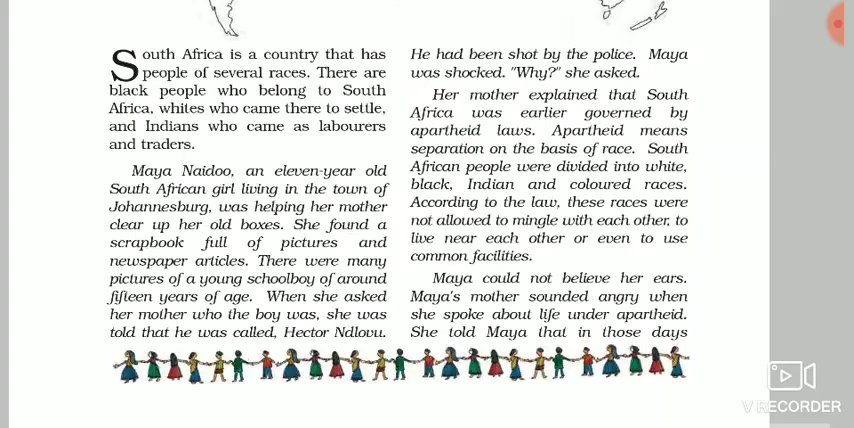 South Africa is a country that has
people of several races. There are
black people who belong to South
Africa, whites who came there to settle,
and Indians who came as labourers
and traders.
Maya Naidoo, an eleven-year old
South African girl living in the town of
Johannesburg, was helping her mother
clear up her old boxes. She found a
scrapbook full of pictures and
newspaper articles. There were many
pictures of a young schoolboy of around
fifteen years of age. When she asked
her mother who the boy was, she was
told that he was called, Hector Ndlovu.
He had been shot by the police. Maya
was shocked. "Why?" she asked.
Her mother explained that South
Africa was earlier governed by
apartheid laws. Apartheid means
separation on the basis of race. South
African people were divided into white,
black, Indian and coloured races.
According to the law, these races were
not allowed to mingle with each other, to
live near each other or even to use
common facilities.
Maya could not believe her ears.
Maya's mother sounded angry when
she spoke about life under apartheid.
She told Maya that in those days
V RECORDER